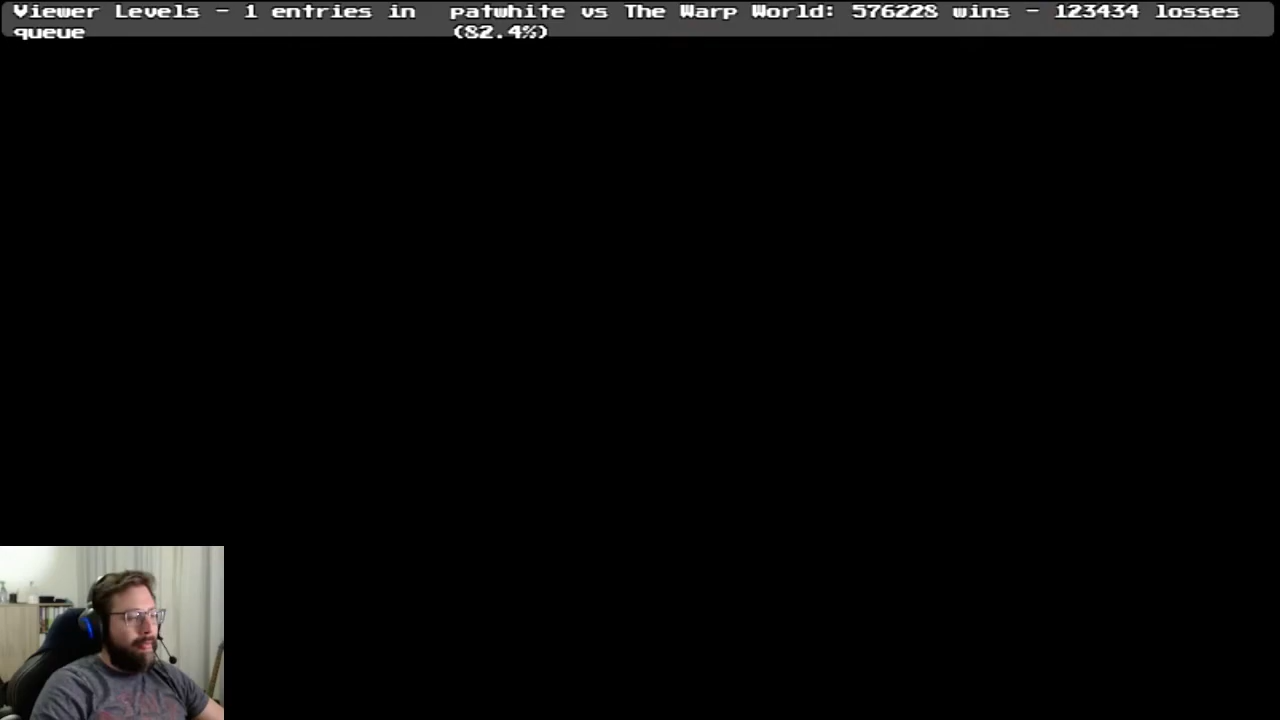 Viewer Levels - 1 entries in queue
patwhite vs The Warp World: 576228 wins - 123434 losses (82.4%)